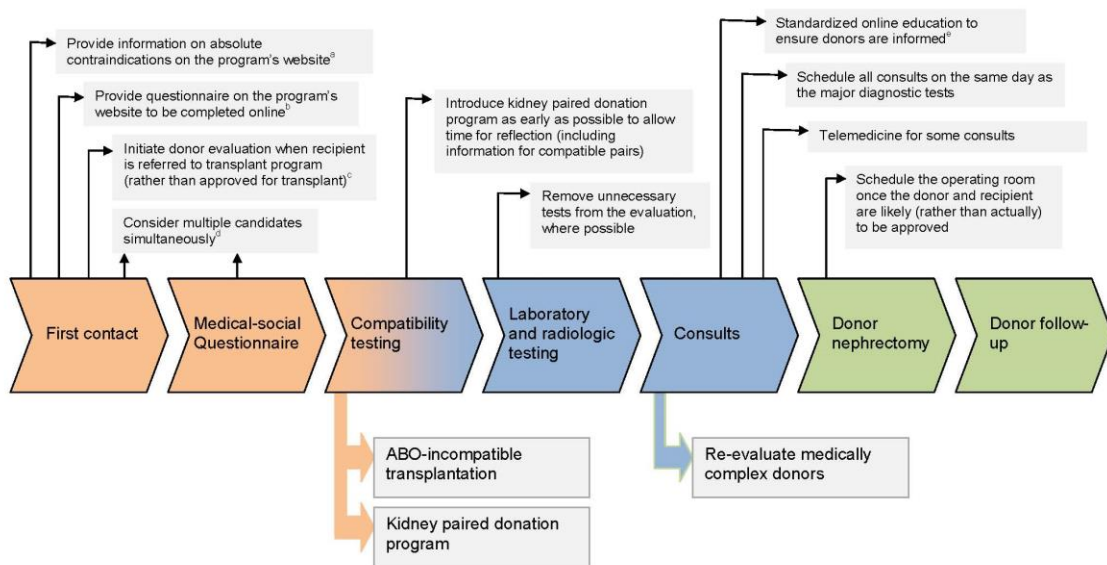 Provide information on absolute
contraindications on the program's websiteᵃ
Provide questionnaire on the program's
website to be completed onlineᵇ
Initiate donor evaluation when recipient
is referred to transplant program
(rather than approved for transplant)ᶜ
Consider multiple candidates
simultaneouslyᵈ
Introduce kidney paired donation
program as early as possible to allow
time for reflection (including
information for compatible pairs)
Remove unnecessary
tests from the evaluation,
where possible
Standardized online education to
ensure donors are informedᵉ
Schedule all consults on the same day as
the major diagnostic tests
Telemedicine for some consults
Schedule the operating room
once the donor and recipient
are likely (rather than actually)
to be approved
First contact
Medical-social
Questionnaire
Compatibility
testing
Laboratory
and radiologic
testing
Consults
Donor
nephrectomy
Donor follow-
up
ABO-incompatible
transplantation
Kidney paired donation
program
Re-evaluate medically
complex donors